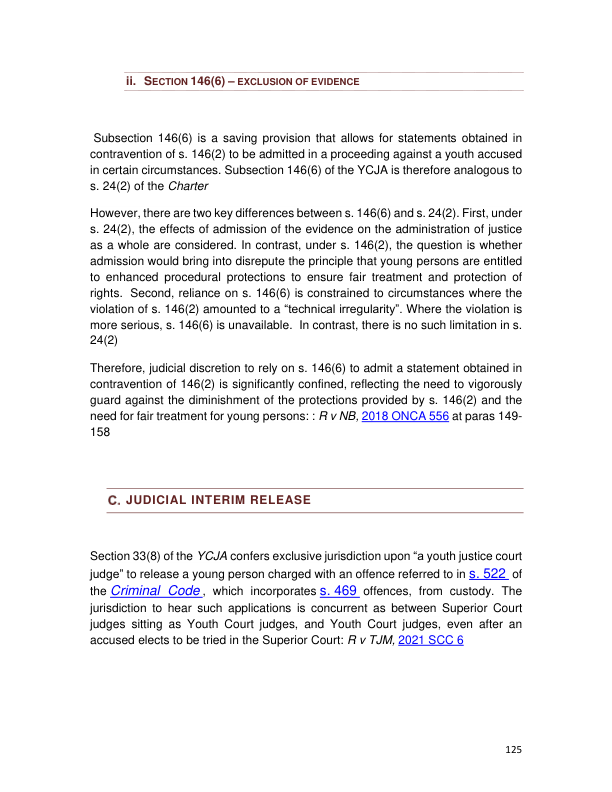 ii. SECTION 146(6) – EXCLUSION OF EVIDENCE
Subsection 146(6) is a saving provision that allows for statements obtained in
contravention of s. 146(2) to be admitted in a proceeding against a youth accused
in certain circumstances. Subsection 146(6) of the YCJA is therefore analogous to
s. 24(2) of the Charter
However, there are two key differences between s. 146(6) and s. 24(2). First, under
s. 24(2), the effects of admission of the evidence on the administration of justice
as a whole are considered. In contrast, under s. 146(2), the question is whether
admission would bring into disrepute the principle that young persons are entitled
to enhanced procedural protections to ensure fair treatment and protection of
rights. Second, reliance on s. 146(6) is constrained to circumstances where the
violation of s. 146(2) amounted to a “technical irregularity”. Where the violation is
more serious, s. 146(6) is unavailable. In contrast, there is no such limitation in s.
24(2)
Therefore, judicial discretion to rely on s. 146(6) to admit a statement obtained in
contravention of 146(2) is significantly confined, reflecting the need to vigorously
guard against the diminishment of the protections provided by s. 146(2) and the
need for fair treatment for young persons: : R v NB, 2018 ONCA 556 at paras 149-
158
C. JUDICIAL INTERIM RELEASE
Section 33(8) of the YCJA confers exclusive jurisdiction upon “a youth justice court
judge” to release a young person charged with an offence referred to in s. 522 of
the Criminal Code, which incorporates s. 469 offences, from custody. The
jurisdiction to hear such applications is concurrent as between Superior Court
judges sitting as Youth Court judges, and Youth Court judges, even after an
accused elects to be tried in the Superior Court: R v TJM, 2021 SCC 6
125